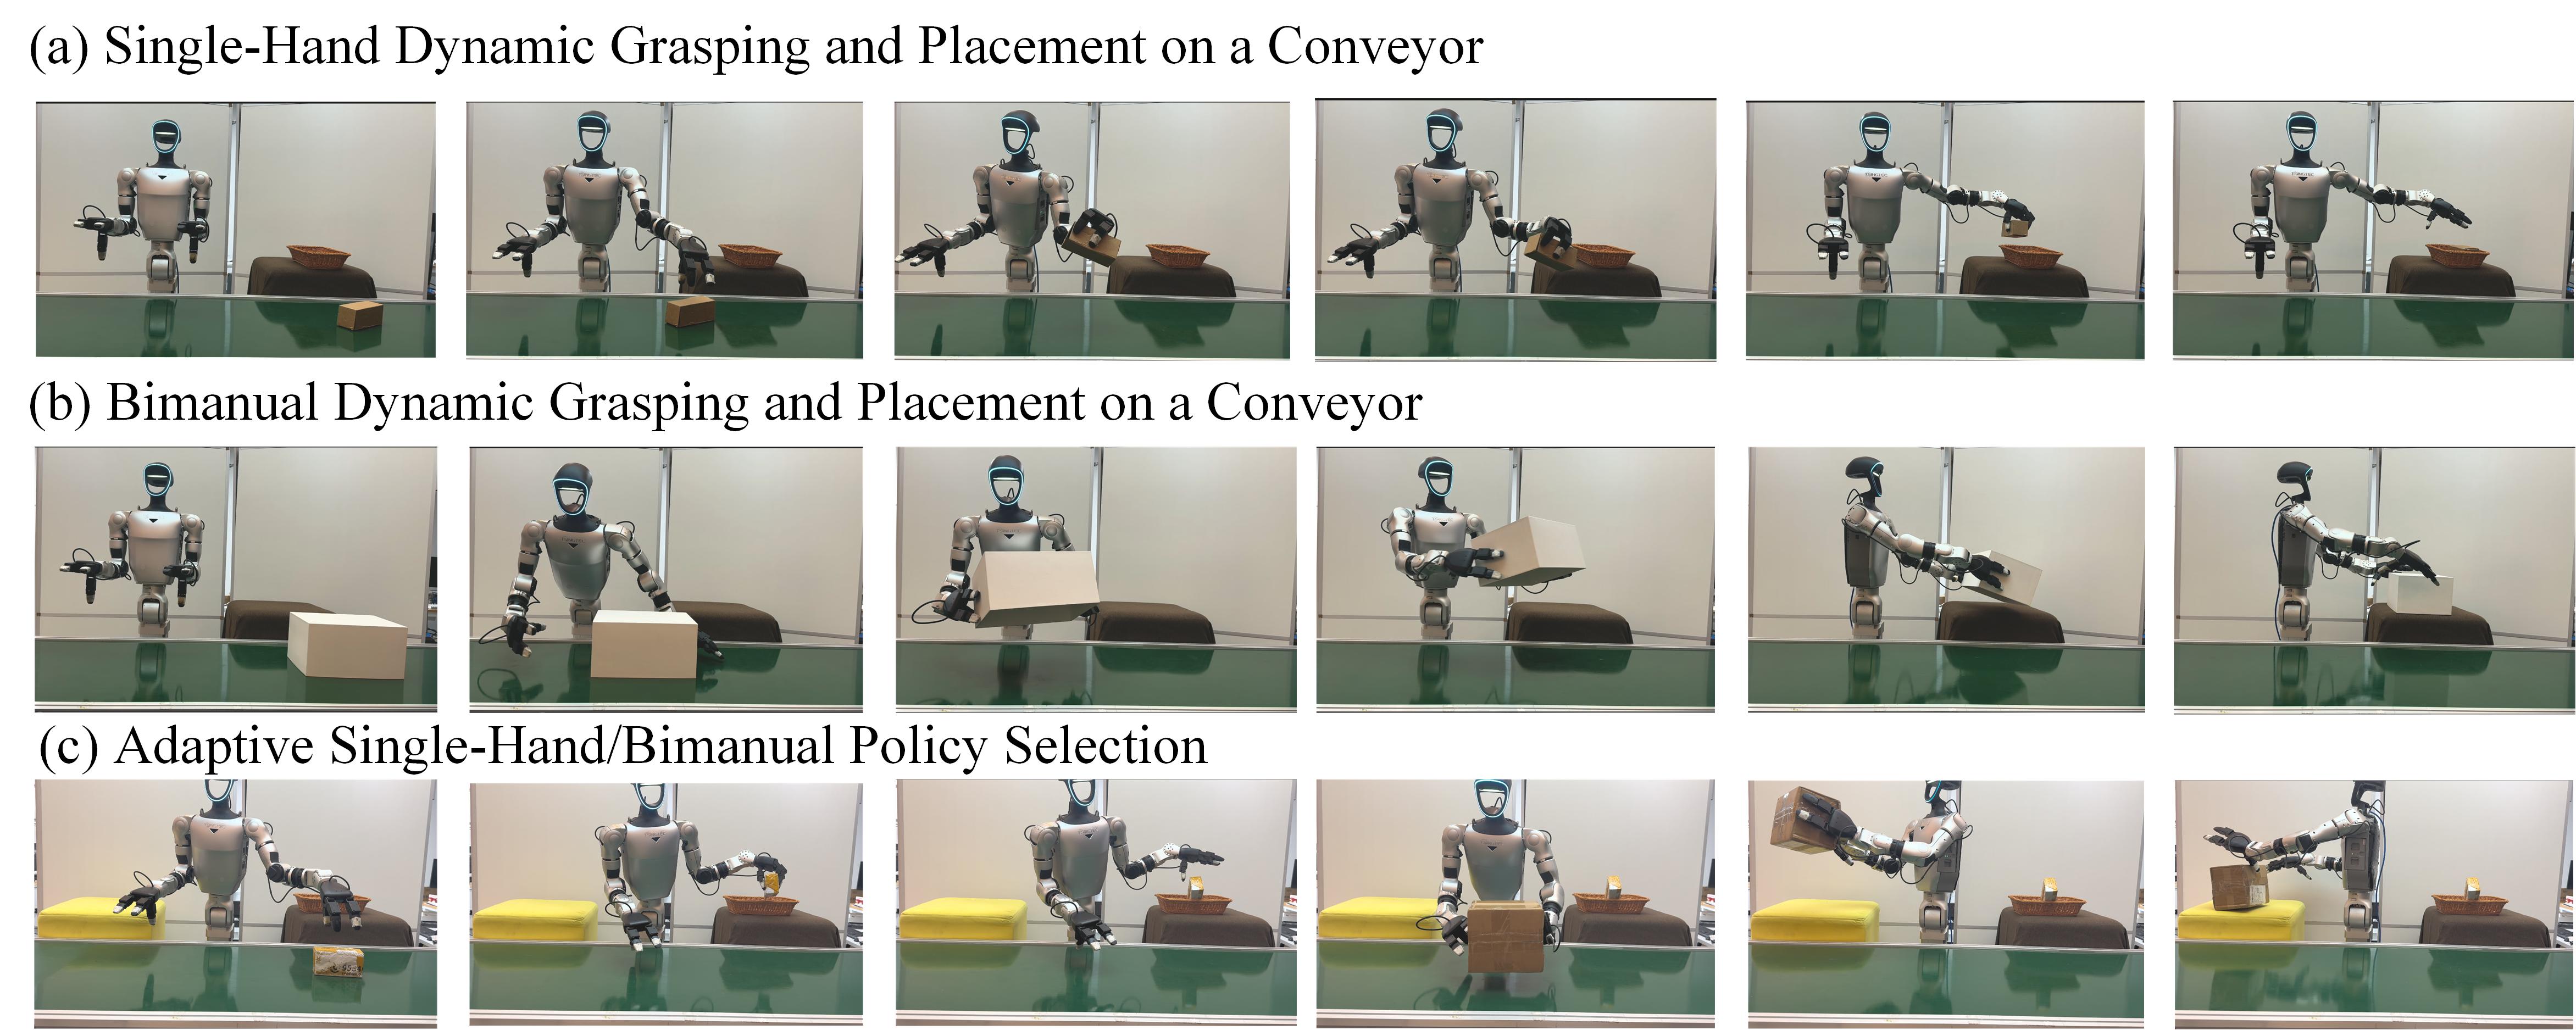 (a) Single-Hand Dynamic Grasping and Placement on a Conveyor
(b) Bimanual Dynamic Grasping and Placement on a Conveyor
(c) Adaptive Single-Hand/Bimanual Policy Selection